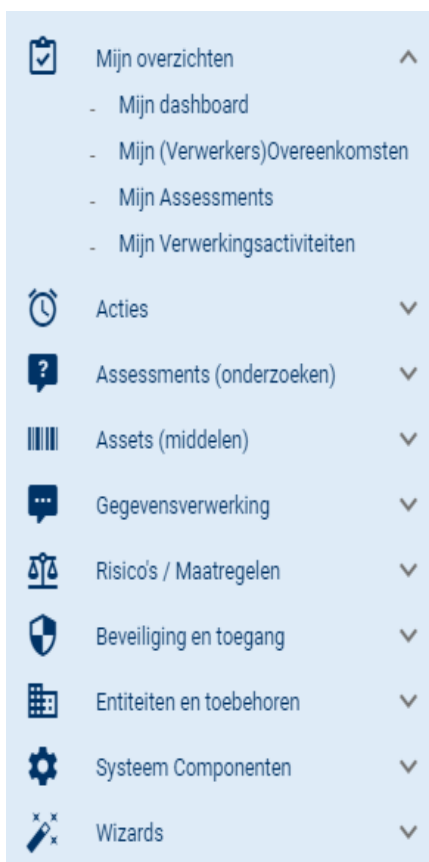 Mijn overzichten
- Mijn dashboard
- Mijn (Verwerkers)Overeenkomsten
- Mijn Assessments
- Mijn Verwerkingsactiviteiten
Acties
Assessments (onderzoeken)
Assets (middelen)
Gegevensverwerking
Risico's / Maatregelen
Beveiliging en toegang
Entiteiten en toebehoren
Systeem Componenten
Wizards